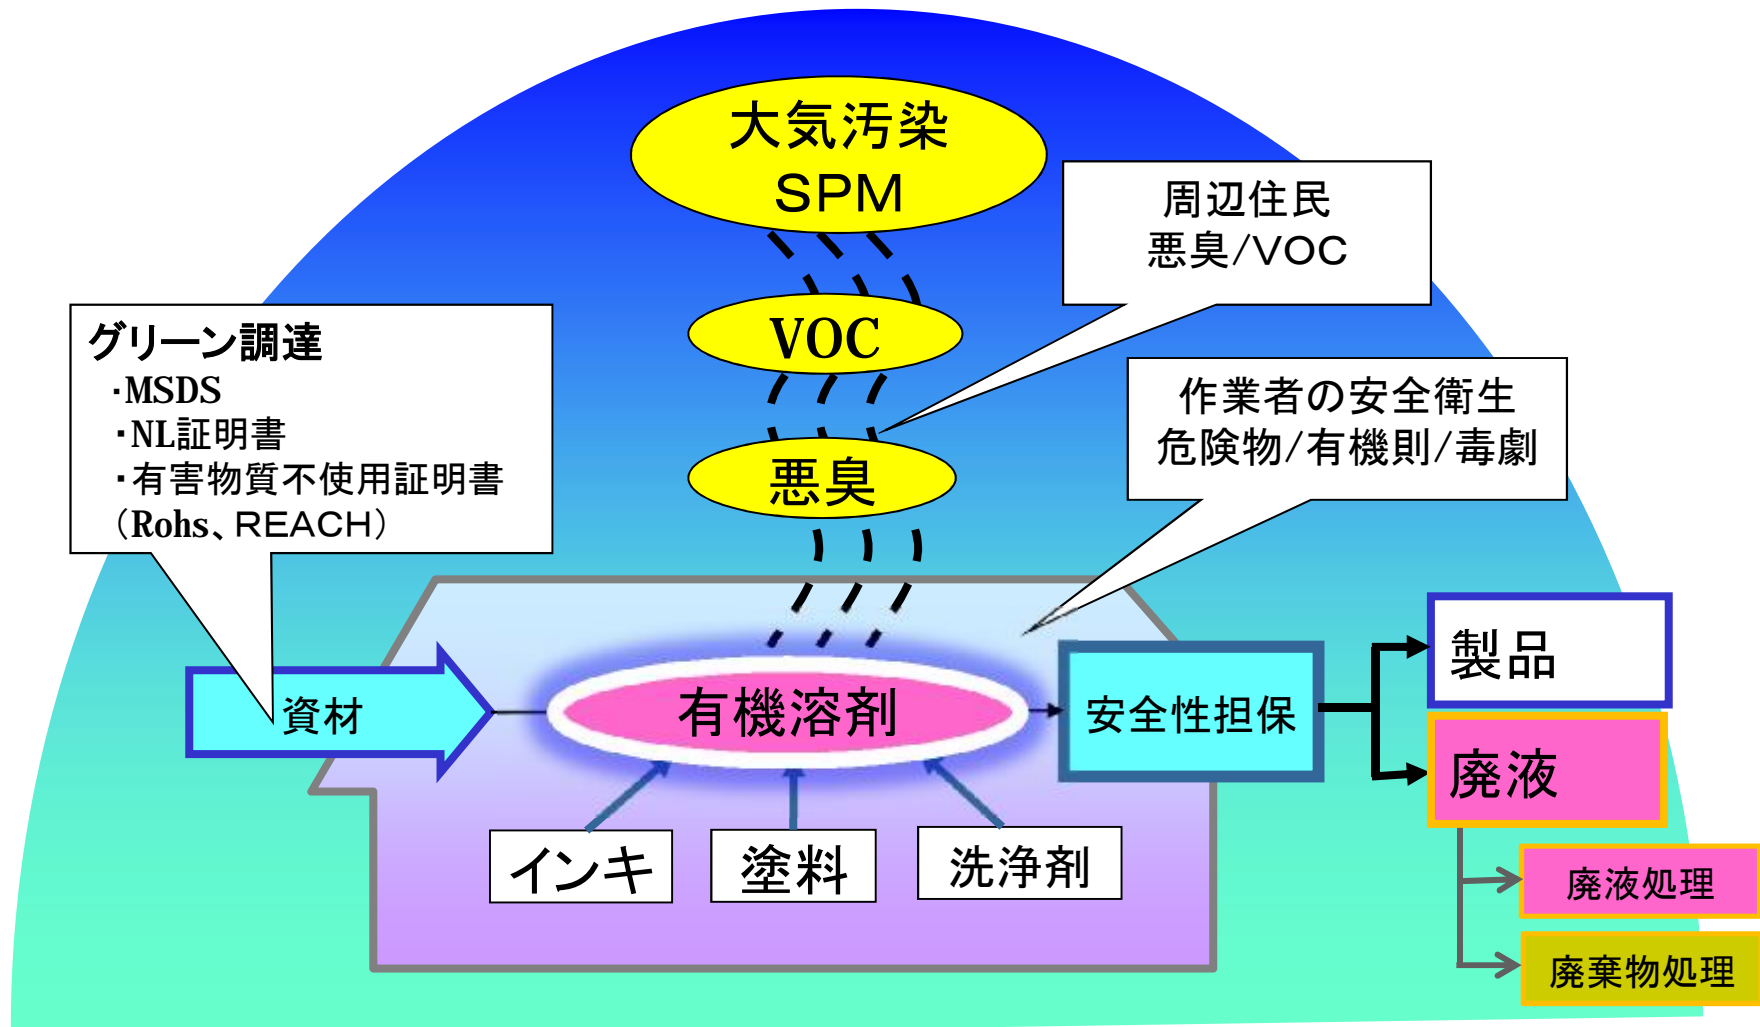 大気汚染
SPM
周辺住民
悪臭/VOC
VOC
グリーン調達
・MSDS
・NL証明書
・有害物質不使用証明書
（Rohs、REACH）
作業者の安全衛生
危険物/有機則/毒劇
悪臭
資材
有機溶剤
安全性担保
製品
廃液
インキ
塗料
洗浄剤
廃液処理
廃棄物処理